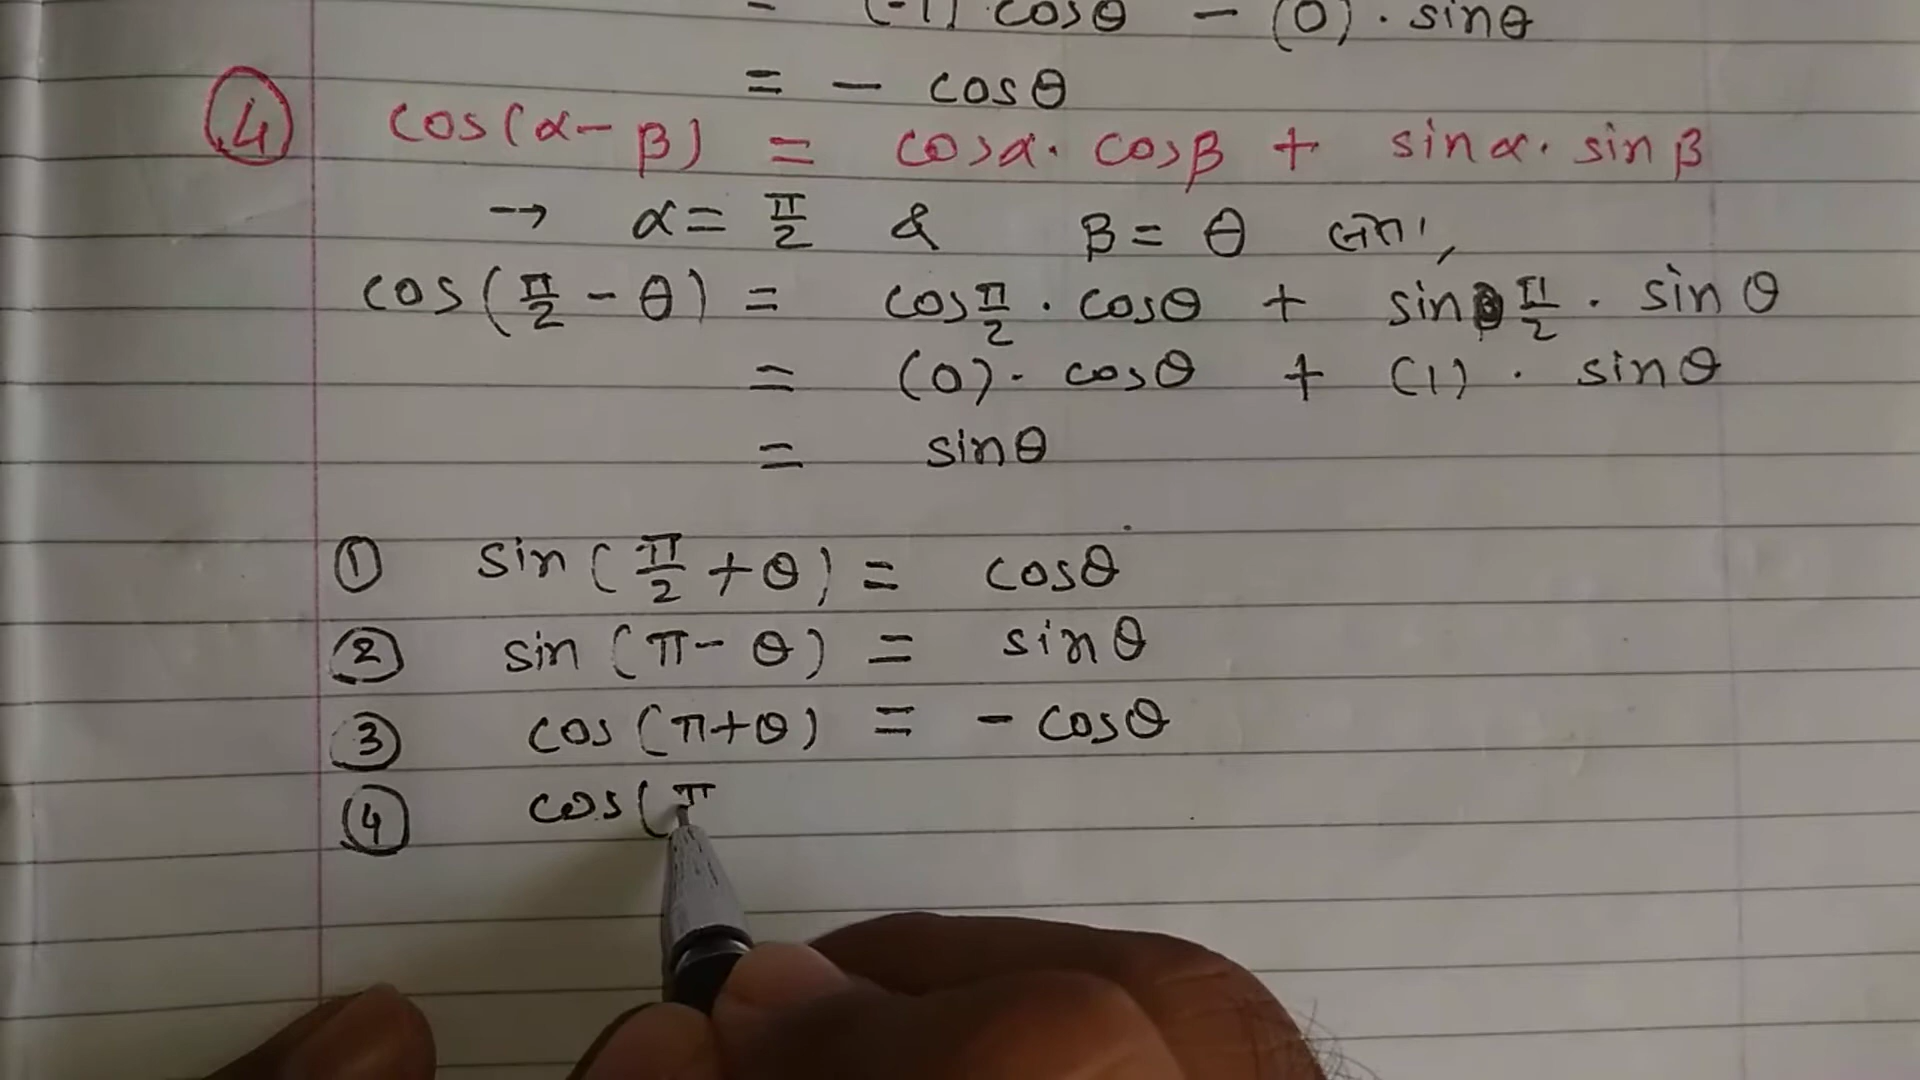 = (-1) cosθ - (0) · sinθ
= - cosθ
④ cos(α-β) = cosα· cosβ + sinα· sinβ
→ α = π/2 & β = θ
cos(π/2 - θ) = cos π/2 · cosθ + sin π/2 · sinθ
= (0)· cosθ + (1) · sinθ
= sinθ
① sin(π/2 + θ) = cosθ
② sin(π-θ) = sinθ
③ cos(π+θ) = - cosθ
④ cos(π